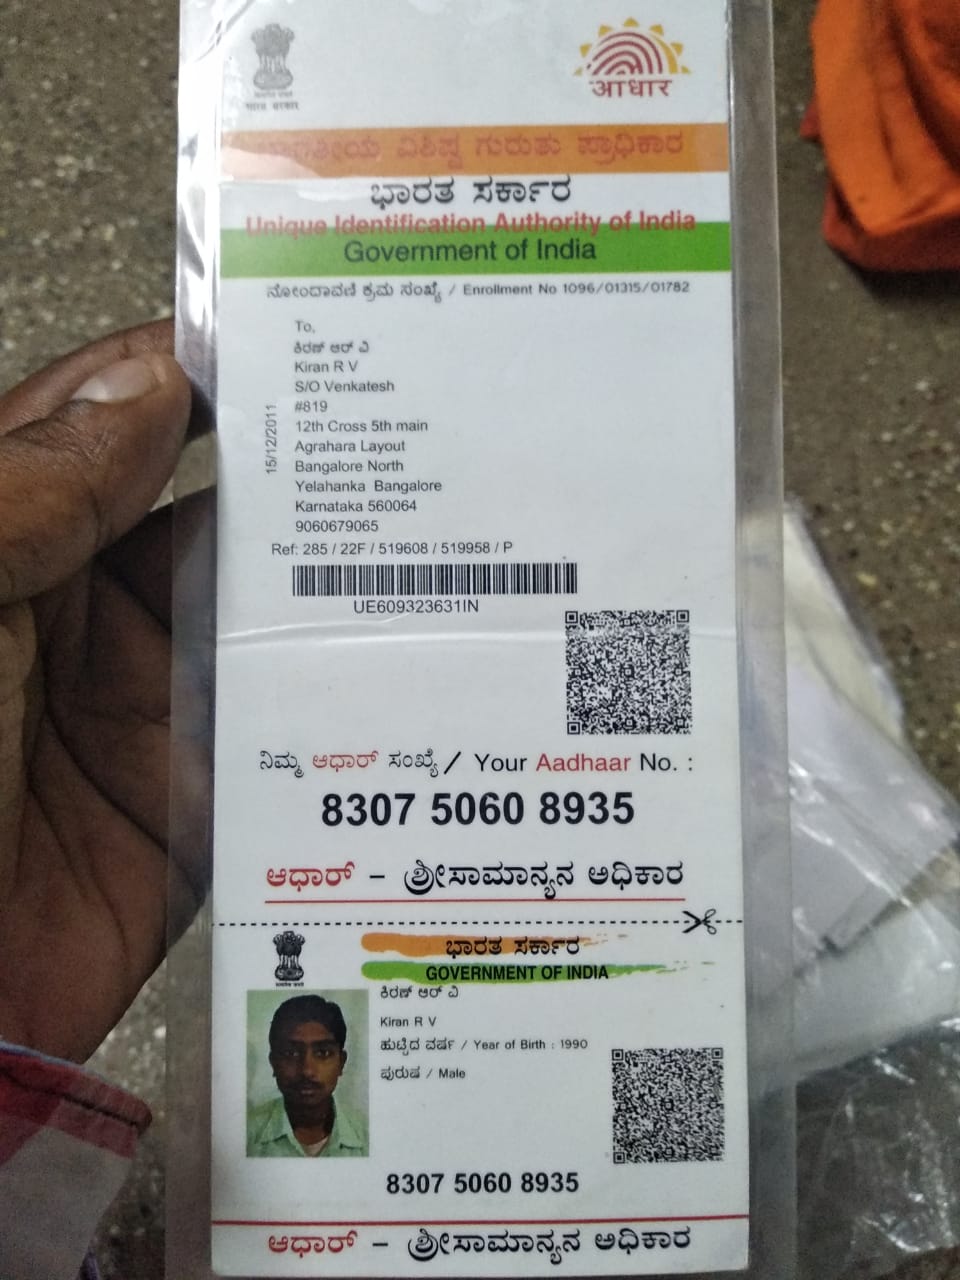 भारत सरकार
आधार
ಭಾರತೀಯ ವಿಶಿಷ್ಟ ಗುರುತು ಪ್ರಾಧಿಕಾರ
ಭಾರತ ಸರ್ಕಾರ
Unique Identification Authority of India
Government of India
ನೋಂದಾವಣಿ ಕ್ರಮ ಸಂಖ್ಯೆ / Enrollment No 1096/01315/01782
To,
ಕಿರಣ್ ಆರ್ ವಿ
Kiran R V
S/O Venkatesh
#819
12th Cross 5th main
Agrahara Layout
Bangalore North
Yelahanka Bangalore
Karnataka 560064
9060679065
15/12/2011
Ref: 285 / 22F / 519608 / 519958 / P
UE609323631IN
ನಿಮ್ಮ ಆಧಾರ್ ಸಂಖ್ಯೆ / Your Aadhaar No. :
8307 5060 8935
ಆಧಾರ್ – ಶ್ರೀಸಾಮಾನ್ಯನ ಅಧಿಕಾರ
ಭಾರತ ಸರ್ಕಾರ
GOVERNMENT OF INDIA
ಕಿರಣ್ ಆರ್ ವಿ
Kiran R V
ಹುಟ್ಟಿದ ವರ್ಷ / Year of Birth : 1990
ಪುರುಷ / Male
8307 5060 8935
ಆಧಾರ್ – ಶ್ರೀಸಾಮಾನ್ಯನ ಅಧಿಕಾರ